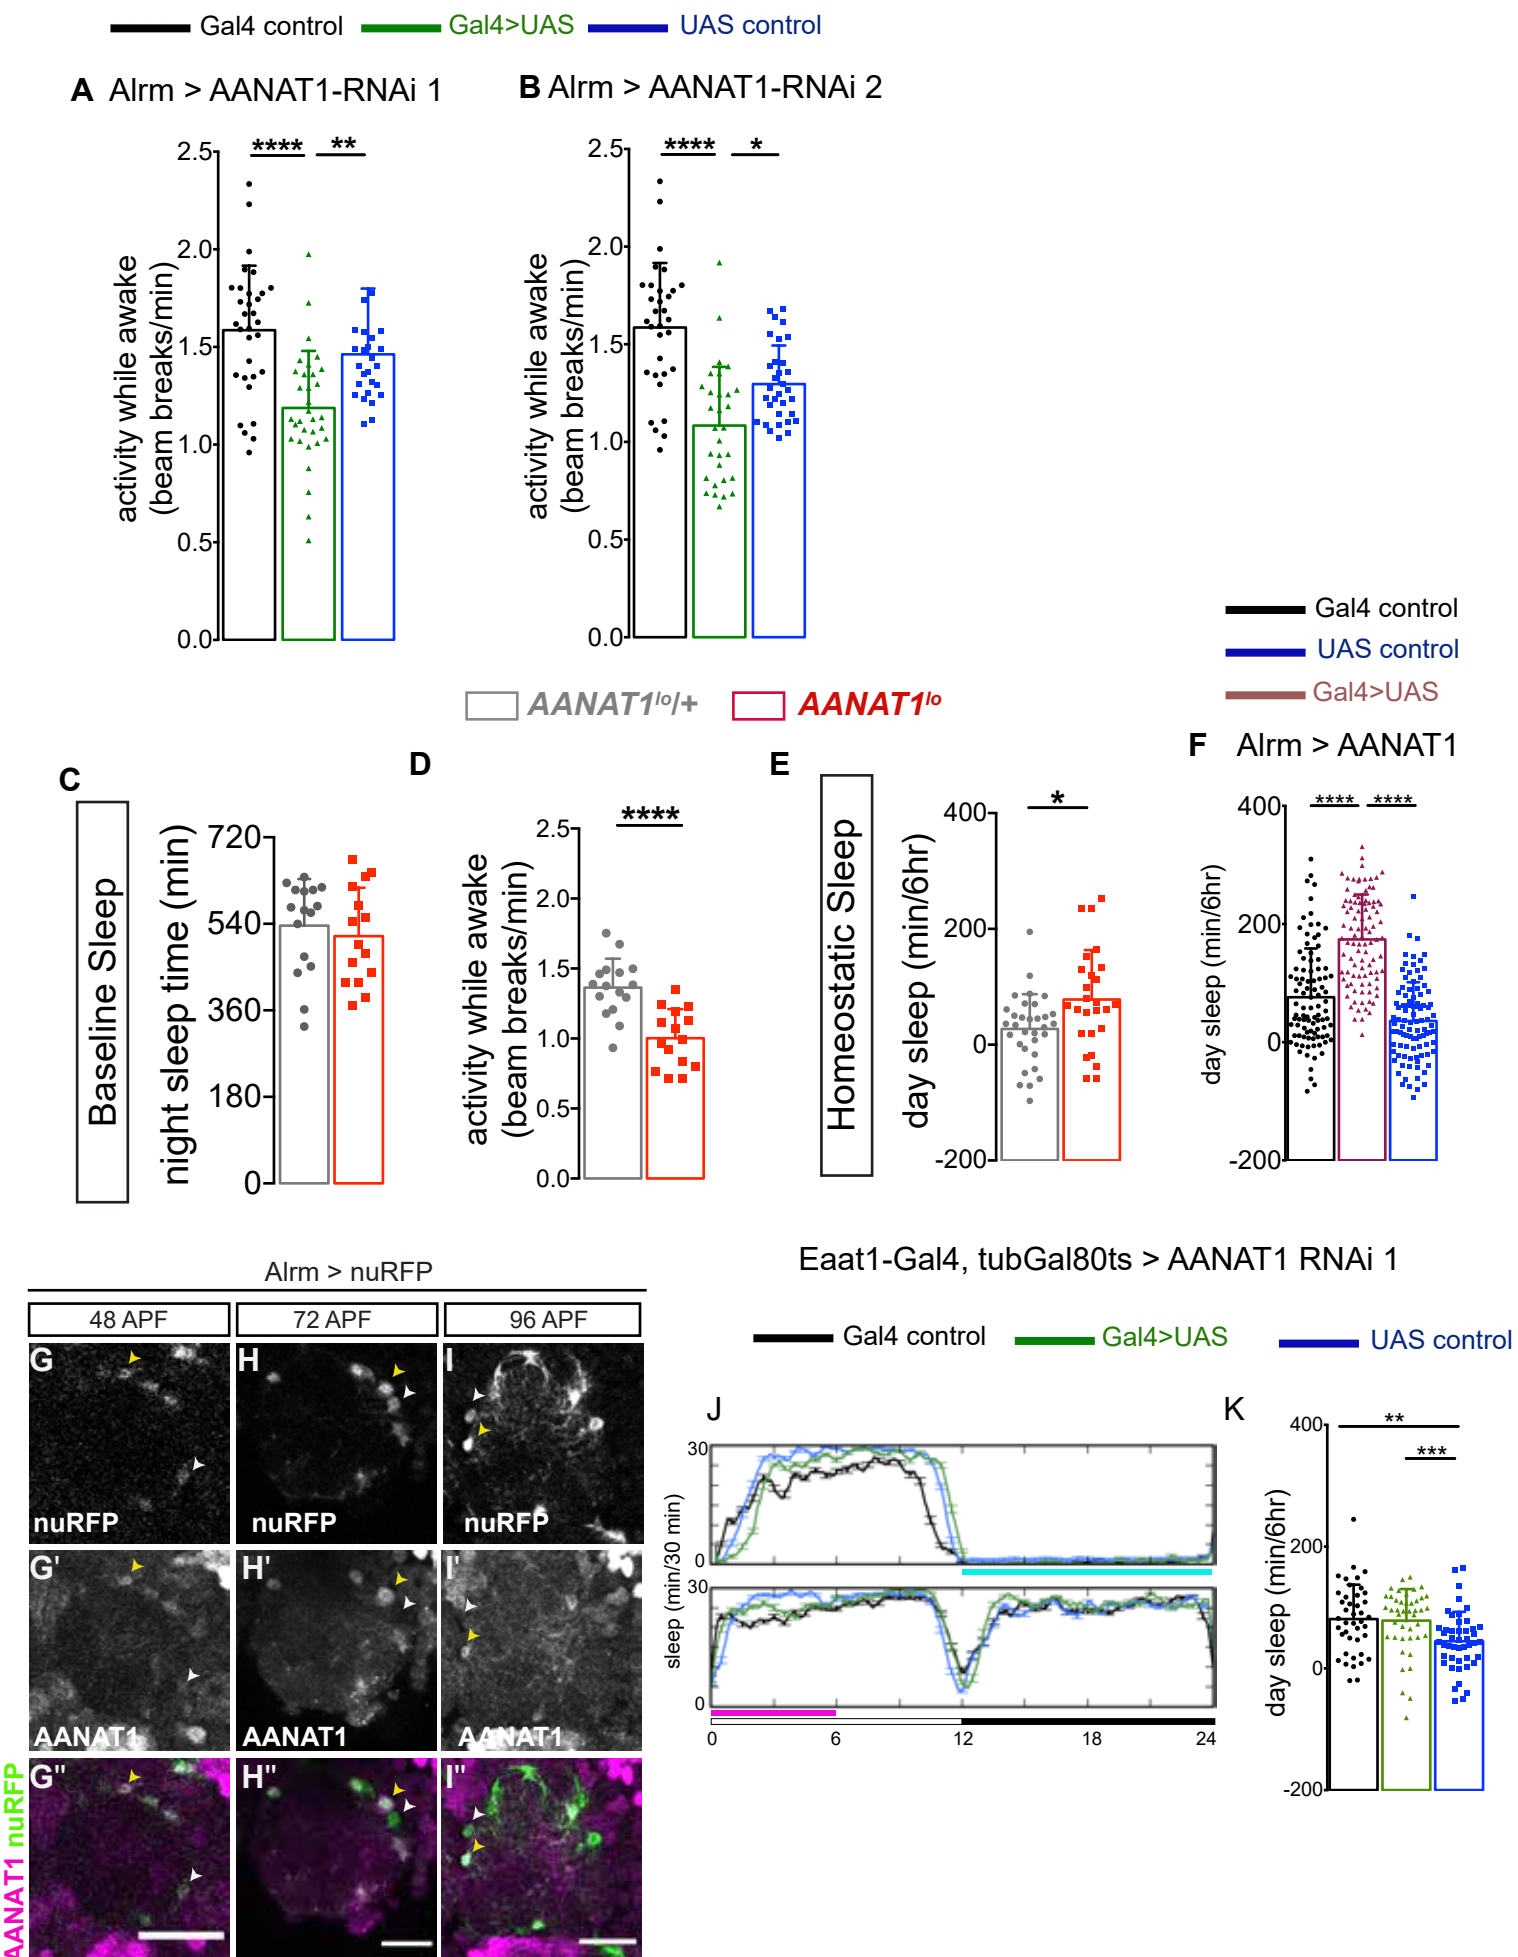 Gal4 control Gal4>UAS UAS control
A Alrm > AANAT1-RNAi 1
B Alrm > AANAT1-RNAi 2
activity while awake
(beam breaks/min)
2.5
2.0
1.5
1.0
0.5
0.0
**** **
activity while awake
(beam breaks/min)
2.5
2.0
1.5
1.0
0.5
0.0
**** *
Gal4 control
UAS control
Gal4>UAS
AANAT1lo/+ AANAT1lo
C
Baseline Sleep
night sleep time (min)
720
540
360
180
0
D
activity while awake
(beam breaks/min)
2.5
2.0
1.5
1.0
0.5
0.0
****
E
Homeostatic Sleep
day sleep (min/6hr)
400
200
0
-200
*
F Alrm > AANAT1
day sleep (min/6hr)
400
200
0
-200
**** ****
Alrm > nuRFP
48 APF 72 APF 96 APF
G H I
nuRFP nuRFP nuRFP
G' H' I'
AANAT1 AANAT1 AANAT1
G" H" I"
AANAT1 nuRFP
Eaat1-Gal4, tubGal80ts > AANAT1 RNAi 1
Gal4 control Gal4>UAS UAS control
J
sleep (min/30 min)
30
0
30
0
0 6 12 18 24
K
day sleep (min/6hr)
400
200
0
-200
**
***